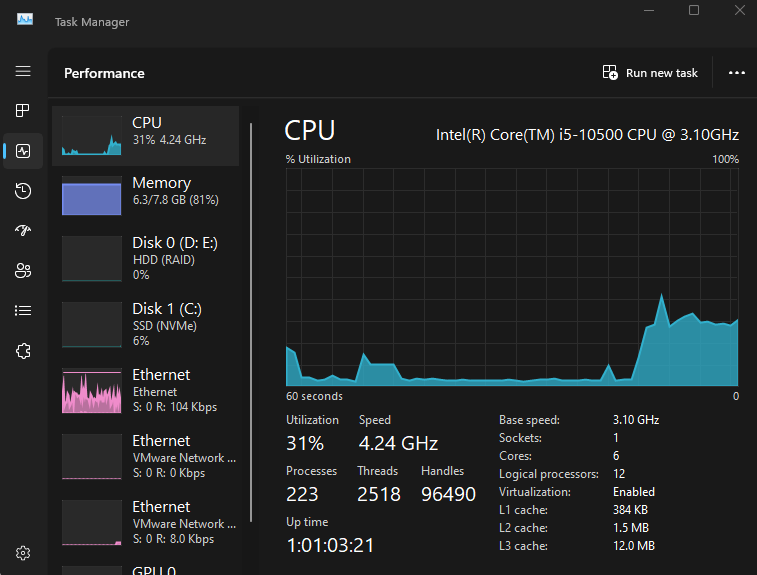 Task Manager
Performance
Run new task
CPU
31% 4.24 GHz
Memory
6.3/7.8 GB (81%)
Disk 0 (D: E:)
HDD (RAID)
0%
Disk 1 (C:)
SSD (NVMe)
6%
Ethernet
Ethernet
S: 0 R: 104 Kbps
Ethernet
VMware Network ...
S: 0 R: 0 Kbps
Ethernet
VMware Network ...
S: 0 R: 8.0 Kbps
GPU 0
CPU
Intel(R) Core(TM) i5-10500 CPU @ 3.10GHz
% Utilization 100%
60 seconds 0
Utilization Speed
31% 4.24 GHz
Processes Threads Handles
223 2518 96490
Up time
1:01:03:21
Base speed: 3.10 GHz
Sockets: 1
Cores: 6
Logical processors: 12
Virtualization: Enabled
L1 cache: 384 KB
L2 cache: 1.5 MB
L3 cache: 12.0 MB